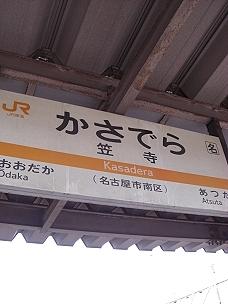 JR
JR東海
かさでら
名
笠寺
Kasadera
おおだか
Ōdaka
(名古屋市南区)
あつた
Atsuta